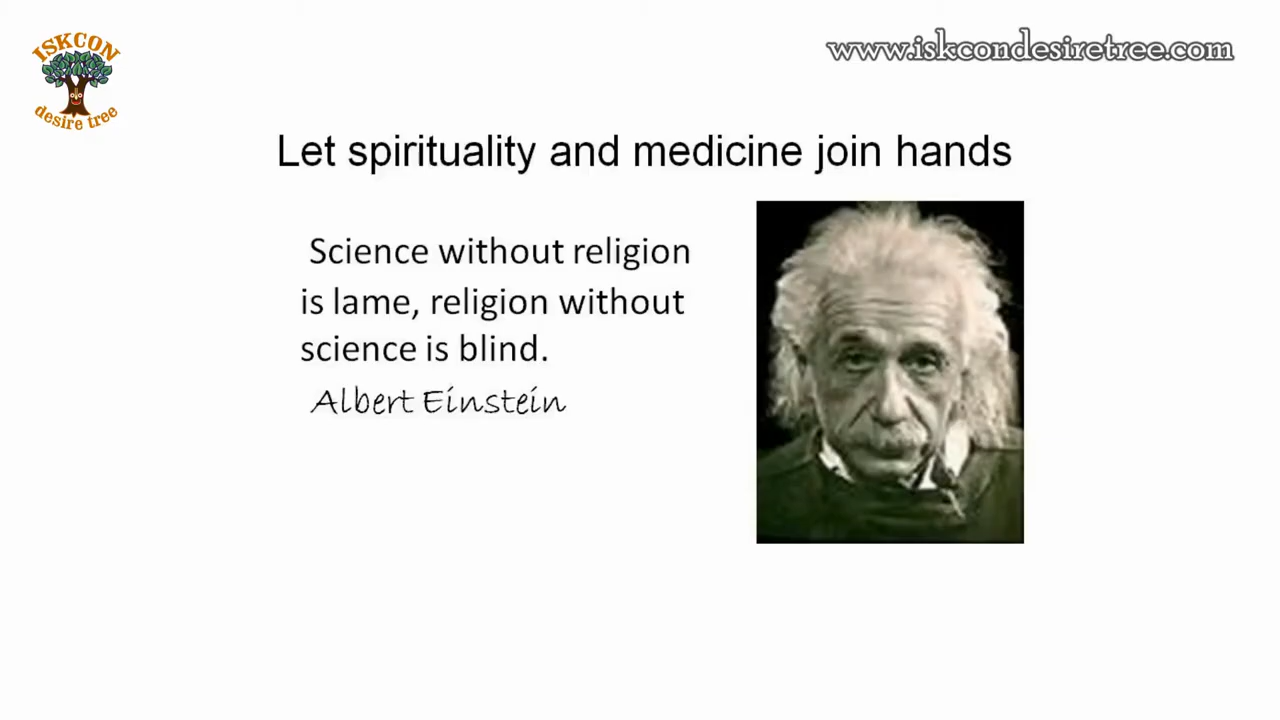 ISKCON
desire tree
www.iskcondesiretree.com
Let spirituality and medicine join hands
Science without religion
is lame, religion without
science is blind.
Albert Einstein